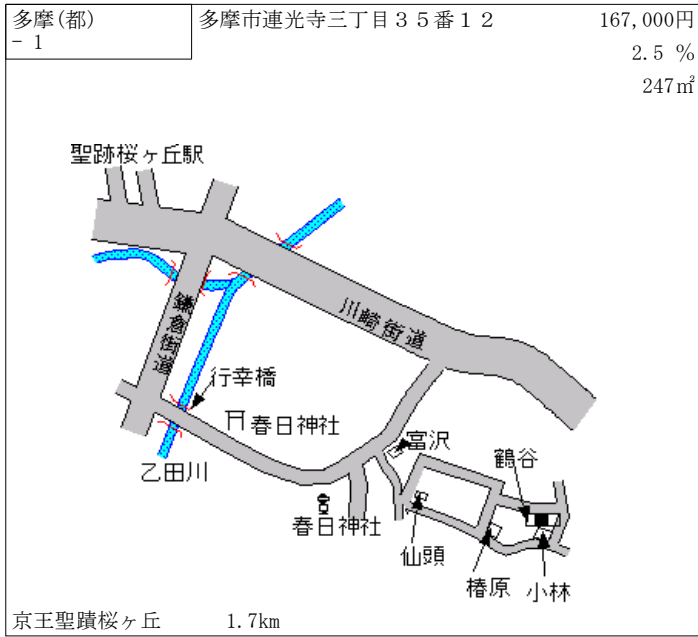 多摩(都)
- 1
多摩市連光寺三丁目３５番１２
167,000円
2.5 %
247㎡
聖跡桜ヶ丘駅
鎌倉街道
川崎街道
行幸橋
春日神社
富沢
鶴谷
乙田川
春日神社
仙頭
椿原
小林
京王聖蹟桜ヶ丘 1.7km